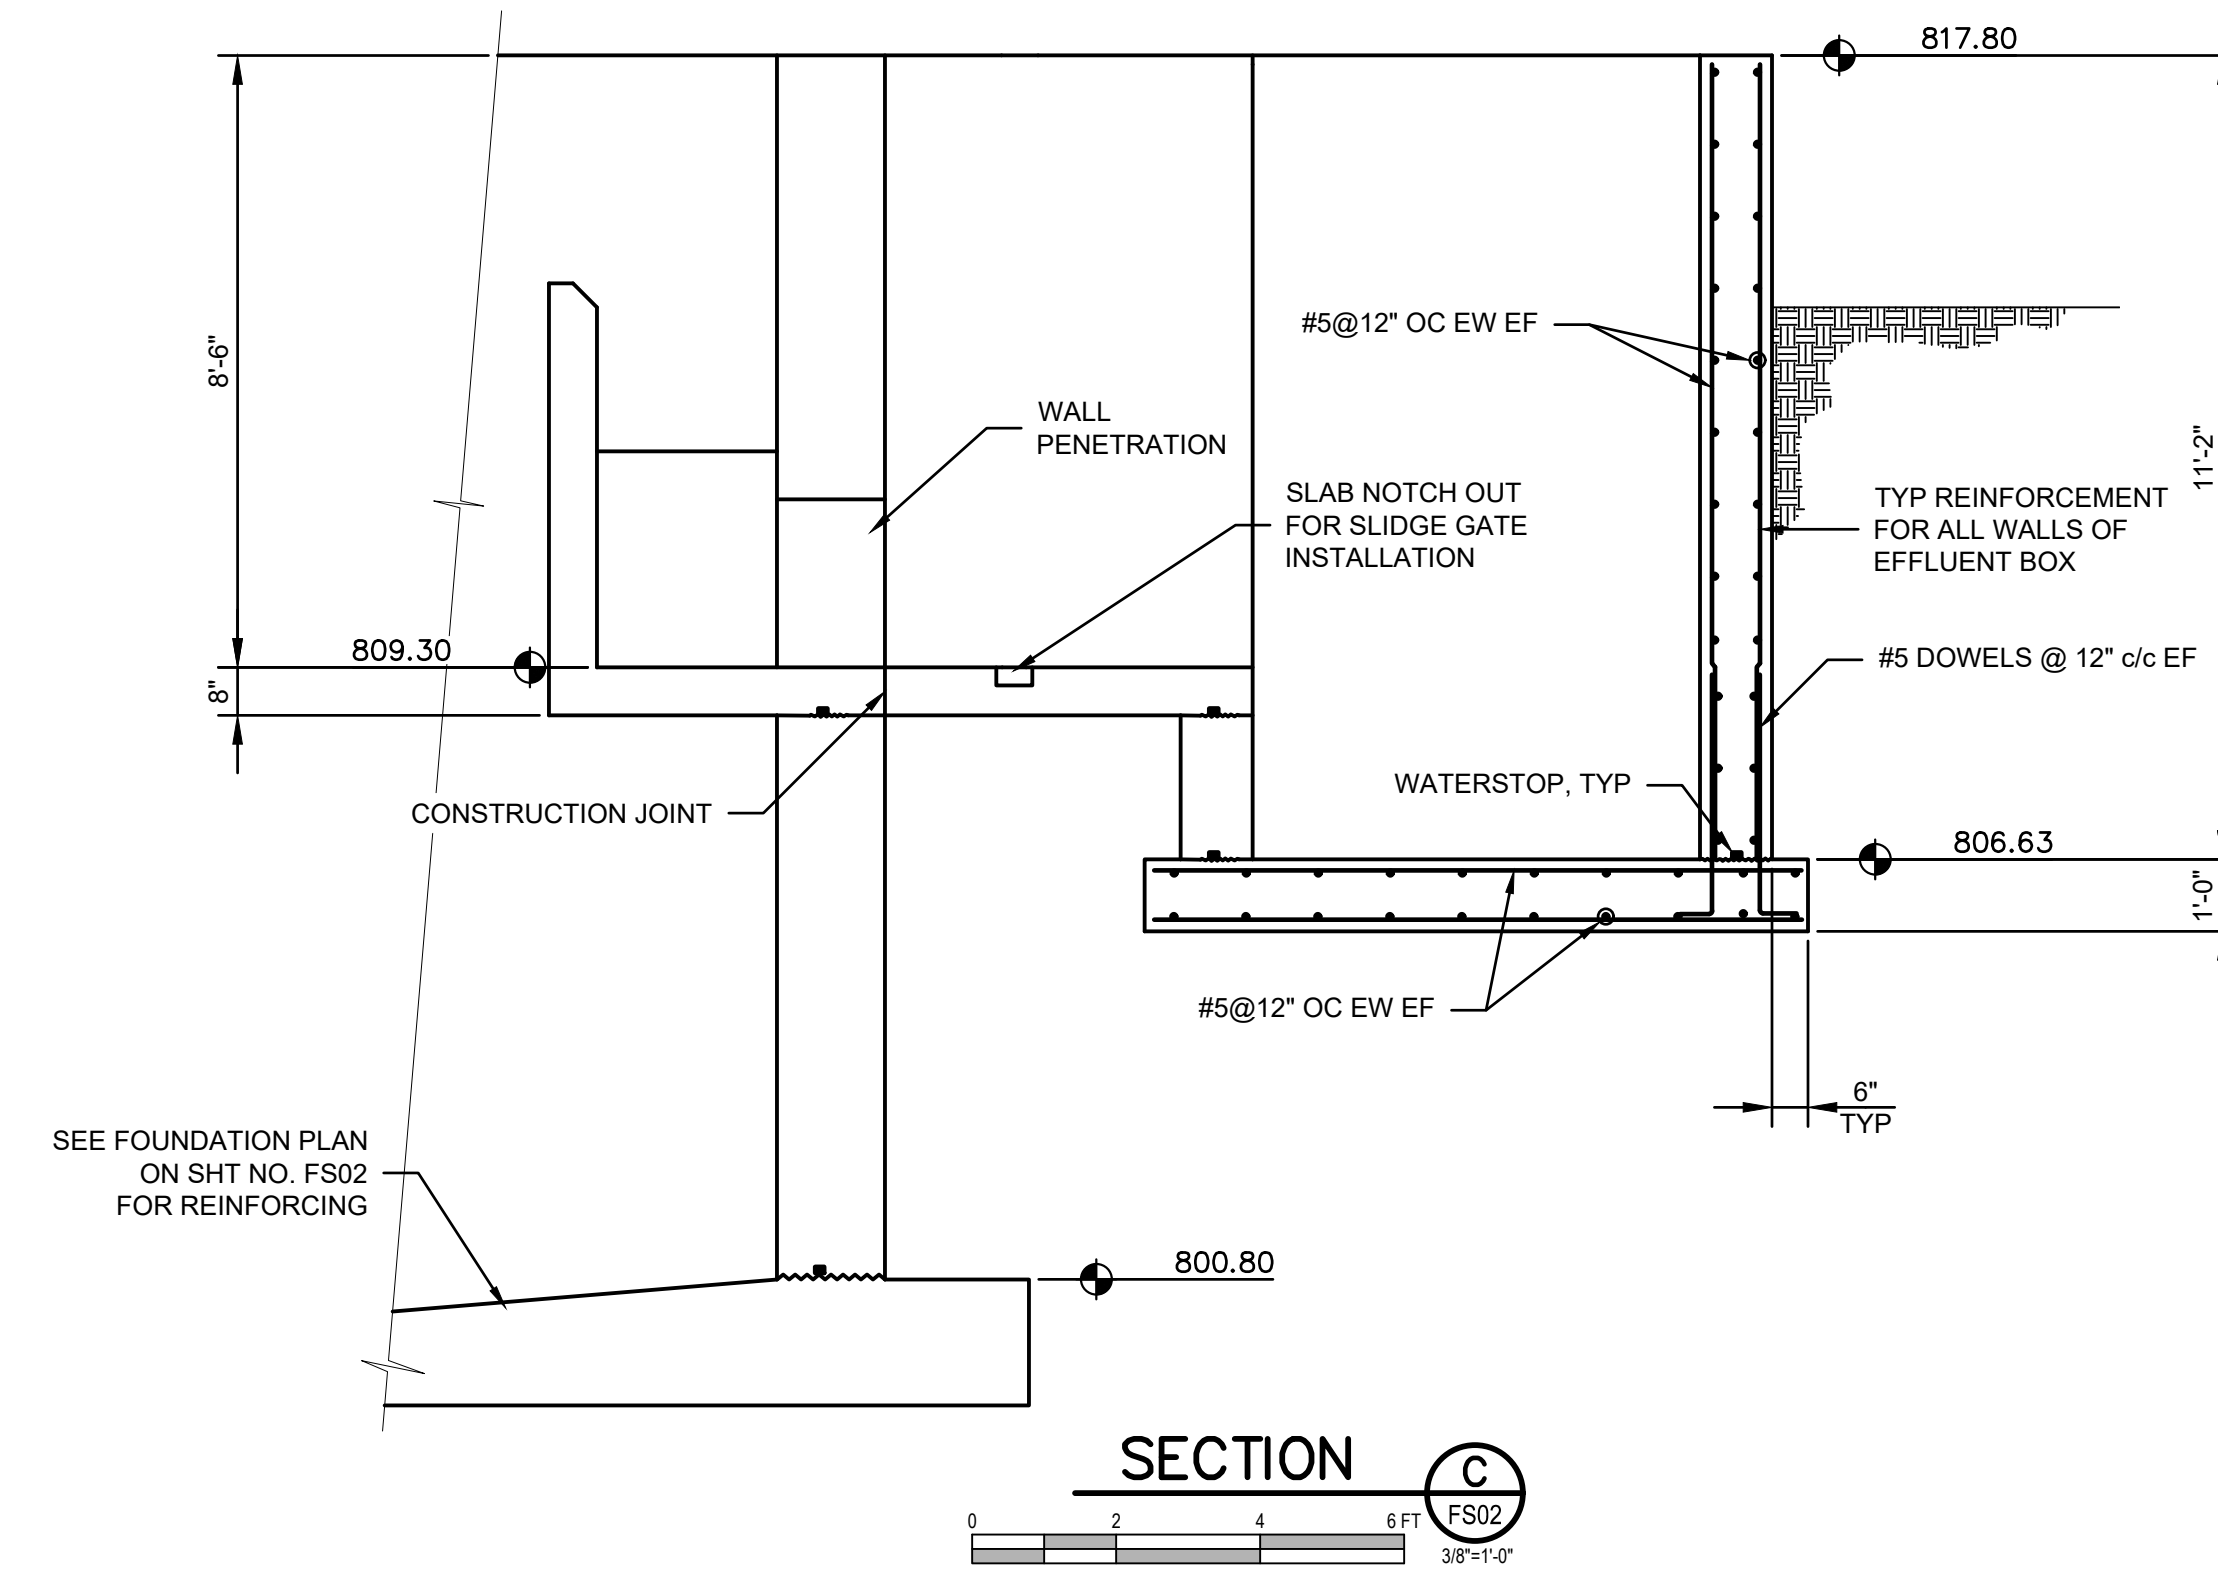 817.80
8'-6"
#5@12" OC EW EF
WALL
PENETRATION
11'-2"
SLAB NOTCH OUT
FOR SLIDGE GATE
INSTALLATION
TYP REINFORCEMENT
FOR ALL WALLS OF
EFFLUENT BOX
809.30
#5 DOWELS @ 12" c/c EF
8"
WATERSTOP, TYP
CONSTRUCTION JOINT
806.63
1'-0"
#5@12" OC EW EF
6"
TYP
SEE FOUNDATION PLAN
ON SHT NO. FS02
FOR REINFORCING
800.80
SECTION
C
FS02
0 2 4 6 FT
3/8"=1'-0"